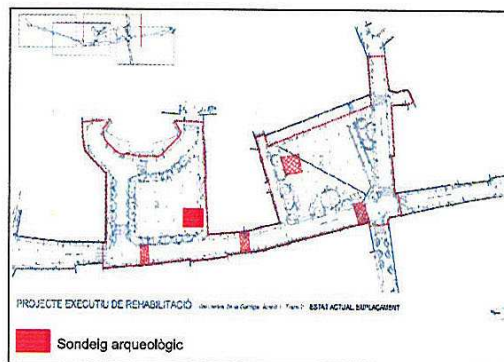 PROJECTE EXECUTIU DE REHABILITACIÓ ESTAT ACTUAL EMPLAÇAMENT
Sondeig arqueològic